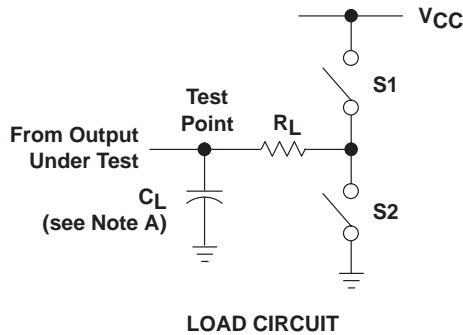 VCC
S1
Test
Point
RL
From Output
Under Test
CL
(see Note A)
S2
LOAD CIRCUIT